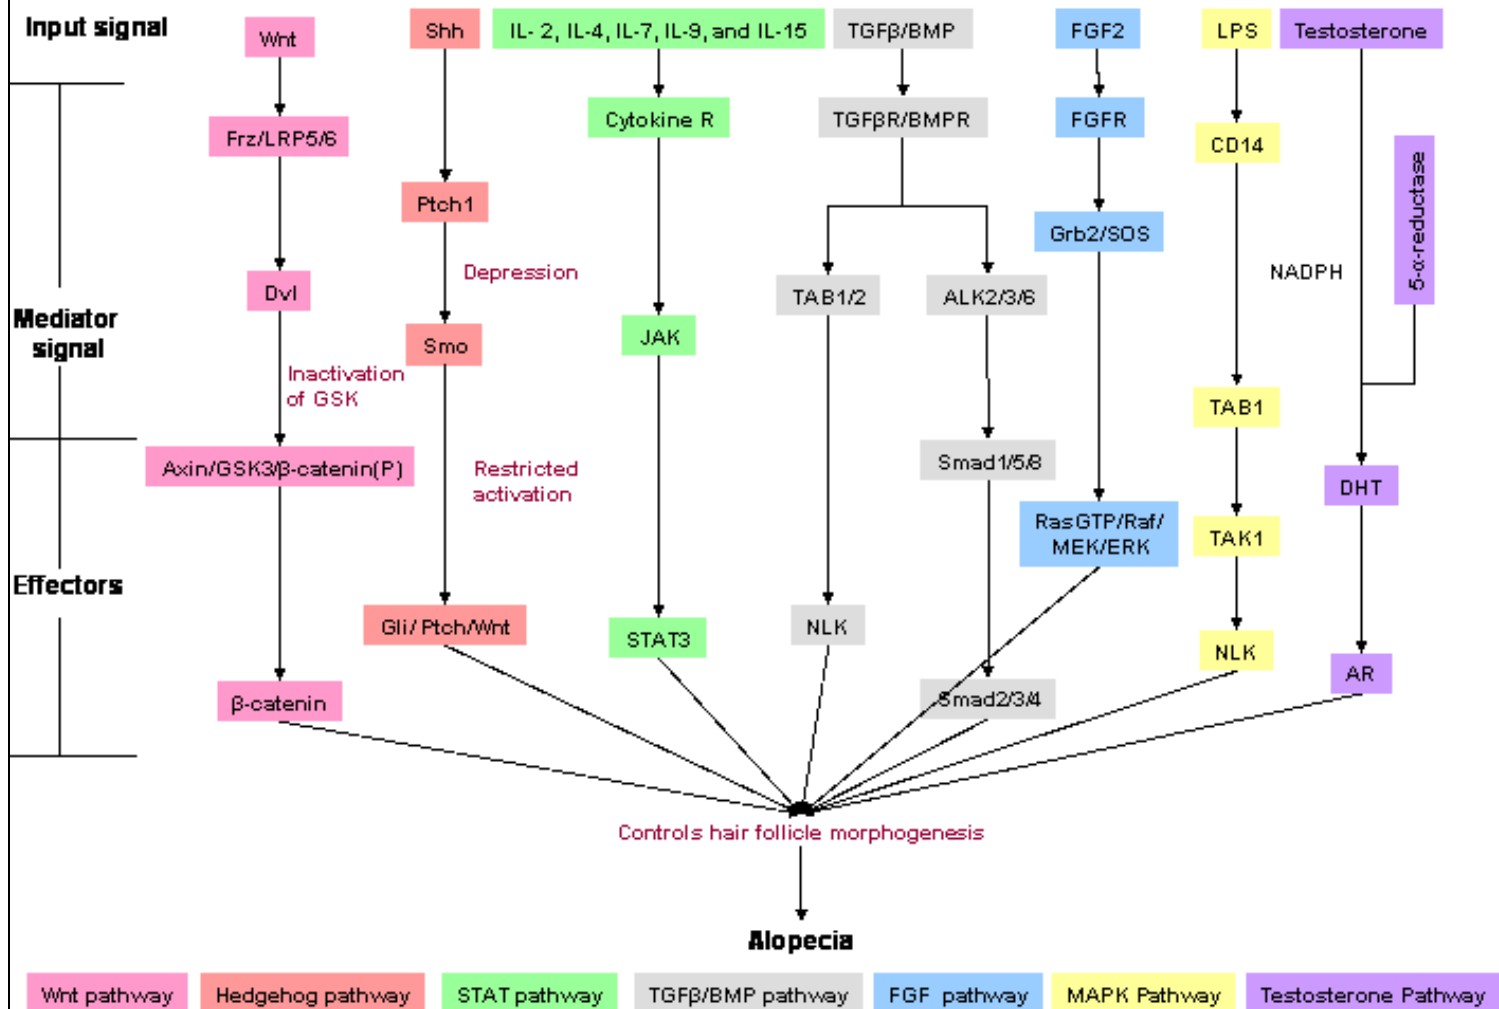 Input signal
Wnt
Shh
IL- 2, IL-4, IL-7, IL-9, and IL-15
TGFβ/BMP
FGF2
LPS
Testosterone
Frz/LRP5/6
Cytokine R
TGFβR/BMPR
FGFR
CD14
5-α-reductase
Ptch1
Grb2/SOS
Depression
NADPH
Dvl
TAB1/2
ALK2/3/6
Mediator
signal
Smo
JAK
Inactivation
of GSK
TAB1
Axin/GSK3/β-catenin(P)
Restricted
activation
Smad1/5/8
DHT
RasGTP/Raf/
MEK/ERK
TAK1
Effectors
Gli/ Ptch/Wnt
STAT3
NLK
NLK
AR
β-catenin
Smad2/3/4
Controls hair follicle morphogenesis
Alopecia
Wnt pathway
Hedgehog pathway
STAT pathway
TGFβ/BMP pathway
FGF pathway
MAPK Pathway
Testosterone Pathway